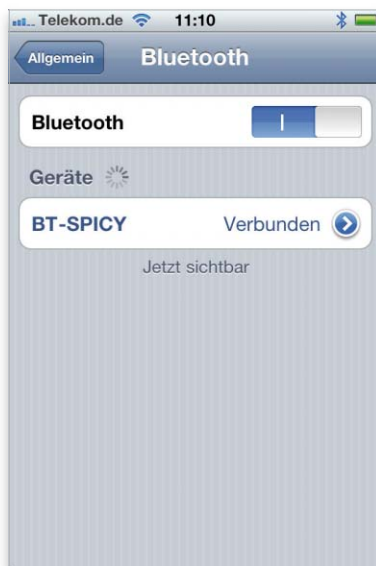 Telekom.de 11:10
Allgemein Bluetooth
Bluetooth
Geräte
BT-SPICY Verbunden
Jetzt sichtbar